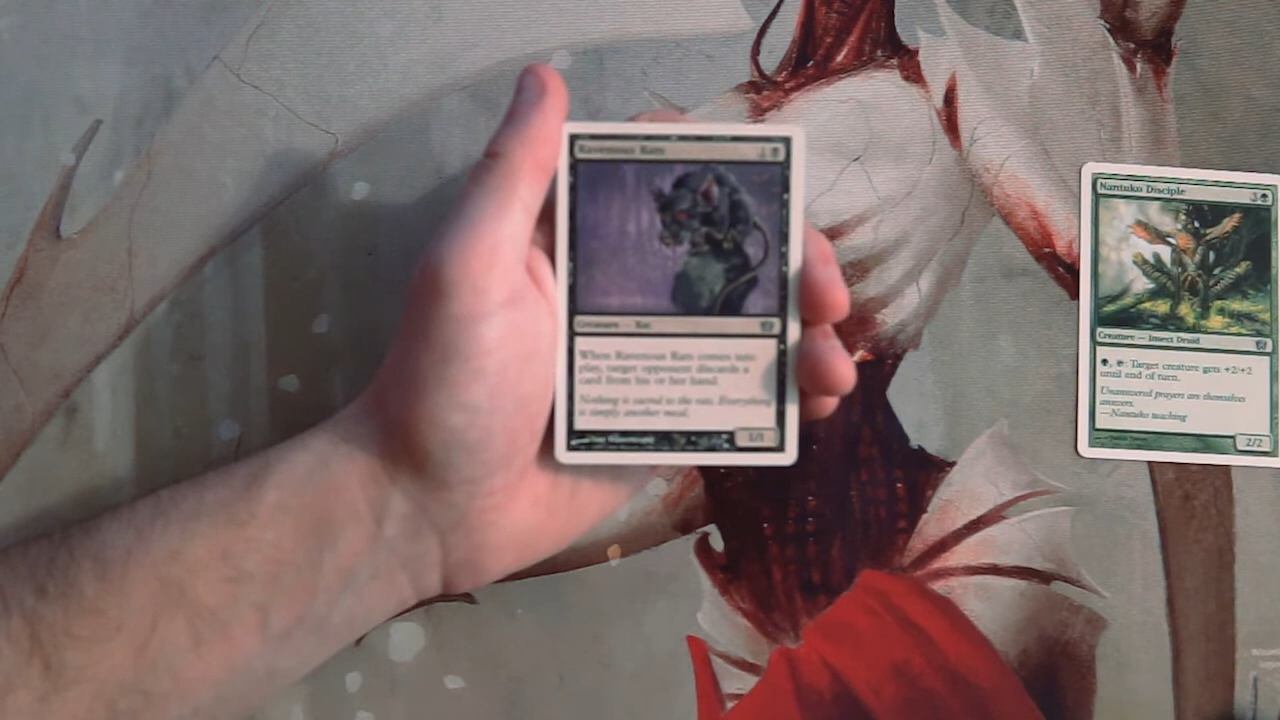 Ravenous Rats
1
Creature — Rat
When Ravenous Rats comes into
play, target opponent discards a
card from his or her hand.
Nothing is sacred to the rats. Everything
is simply another meal.
1/1
Nantuko Disciple
3
Creature — Insect Druid
, : Target creature gets +2/+2
until end of turn.
Unanswered prayers are themselves
answers.
—Nantuko teaching
2/2